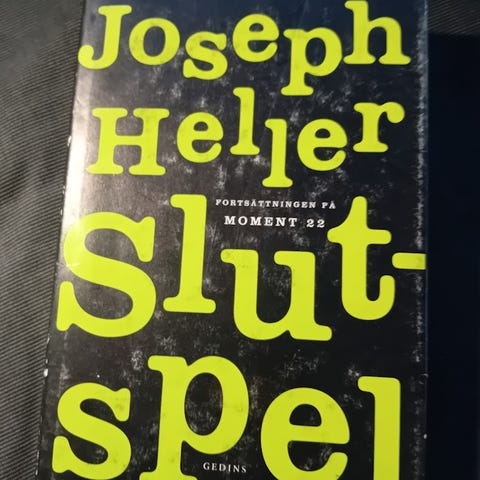 Joseph
Heller
FORTSÄTTNINGEN PÅ
MOMENT 22
Slut-
spel
GEDINS